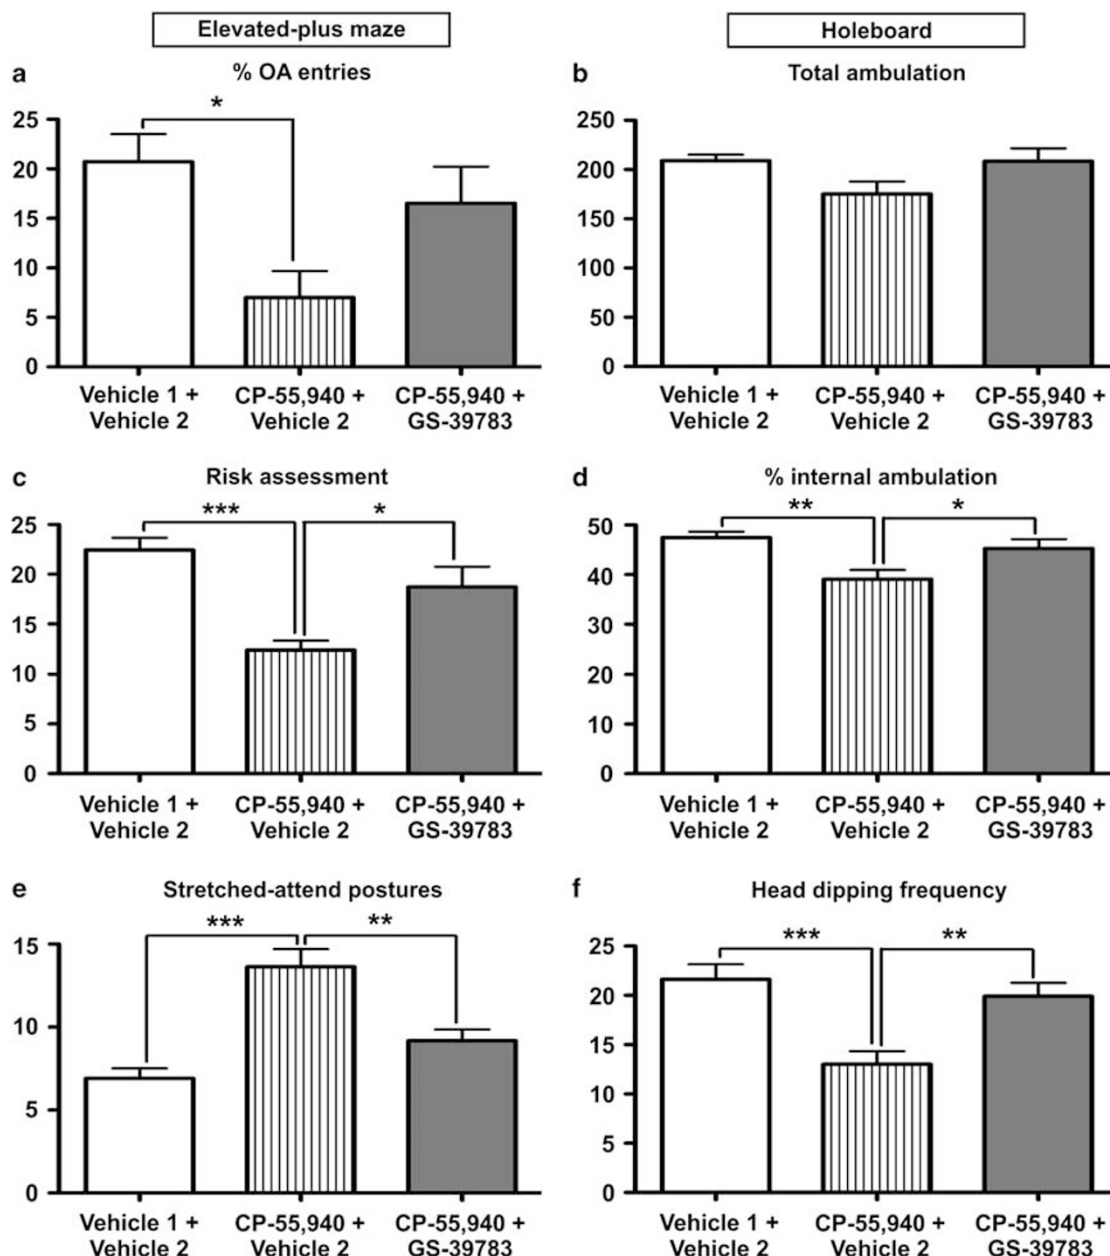 Elevated-plus maze
Holeboard
a
% OA entries
*
25
20
15
10
5
0
Vehicle 1 +
Vehicle 2
CP-55,940 +
Vehicle 2
CP-55,940 +
GS-39783
b
Total ambulation
250
200
150
100
50
0
Vehicle 1 +
Vehicle 2
CP-55,940 +
Vehicle 2
CP-55,940 +
GS-39783
c
Risk assessment
***
*
25
20
15
10
5
0
Vehicle 1 +
Vehicle 2
CP-55,940 +
Vehicle 2
CP-55,940 +
GS-39783
d
% internal ambulation
**
*
50
40
30
20
10
0
Vehicle 1 +
Vehicle 2
CP-55,940 +
Vehicle 2
CP-55,940 +
GS-39783
e
Stretched-attend postures
***
**
15
10
5
0
Vehicle 1 +
Vehicle 2
CP-55,940 +
Vehicle 2
CP-55,940 +
GS-39783
f
Head dipping frequency
***
**
25
20
15
10
5
0
Vehicle 1 +
Vehicle 2
CP-55,940 +
Vehicle 2
CP-55,940 +
GS-39783